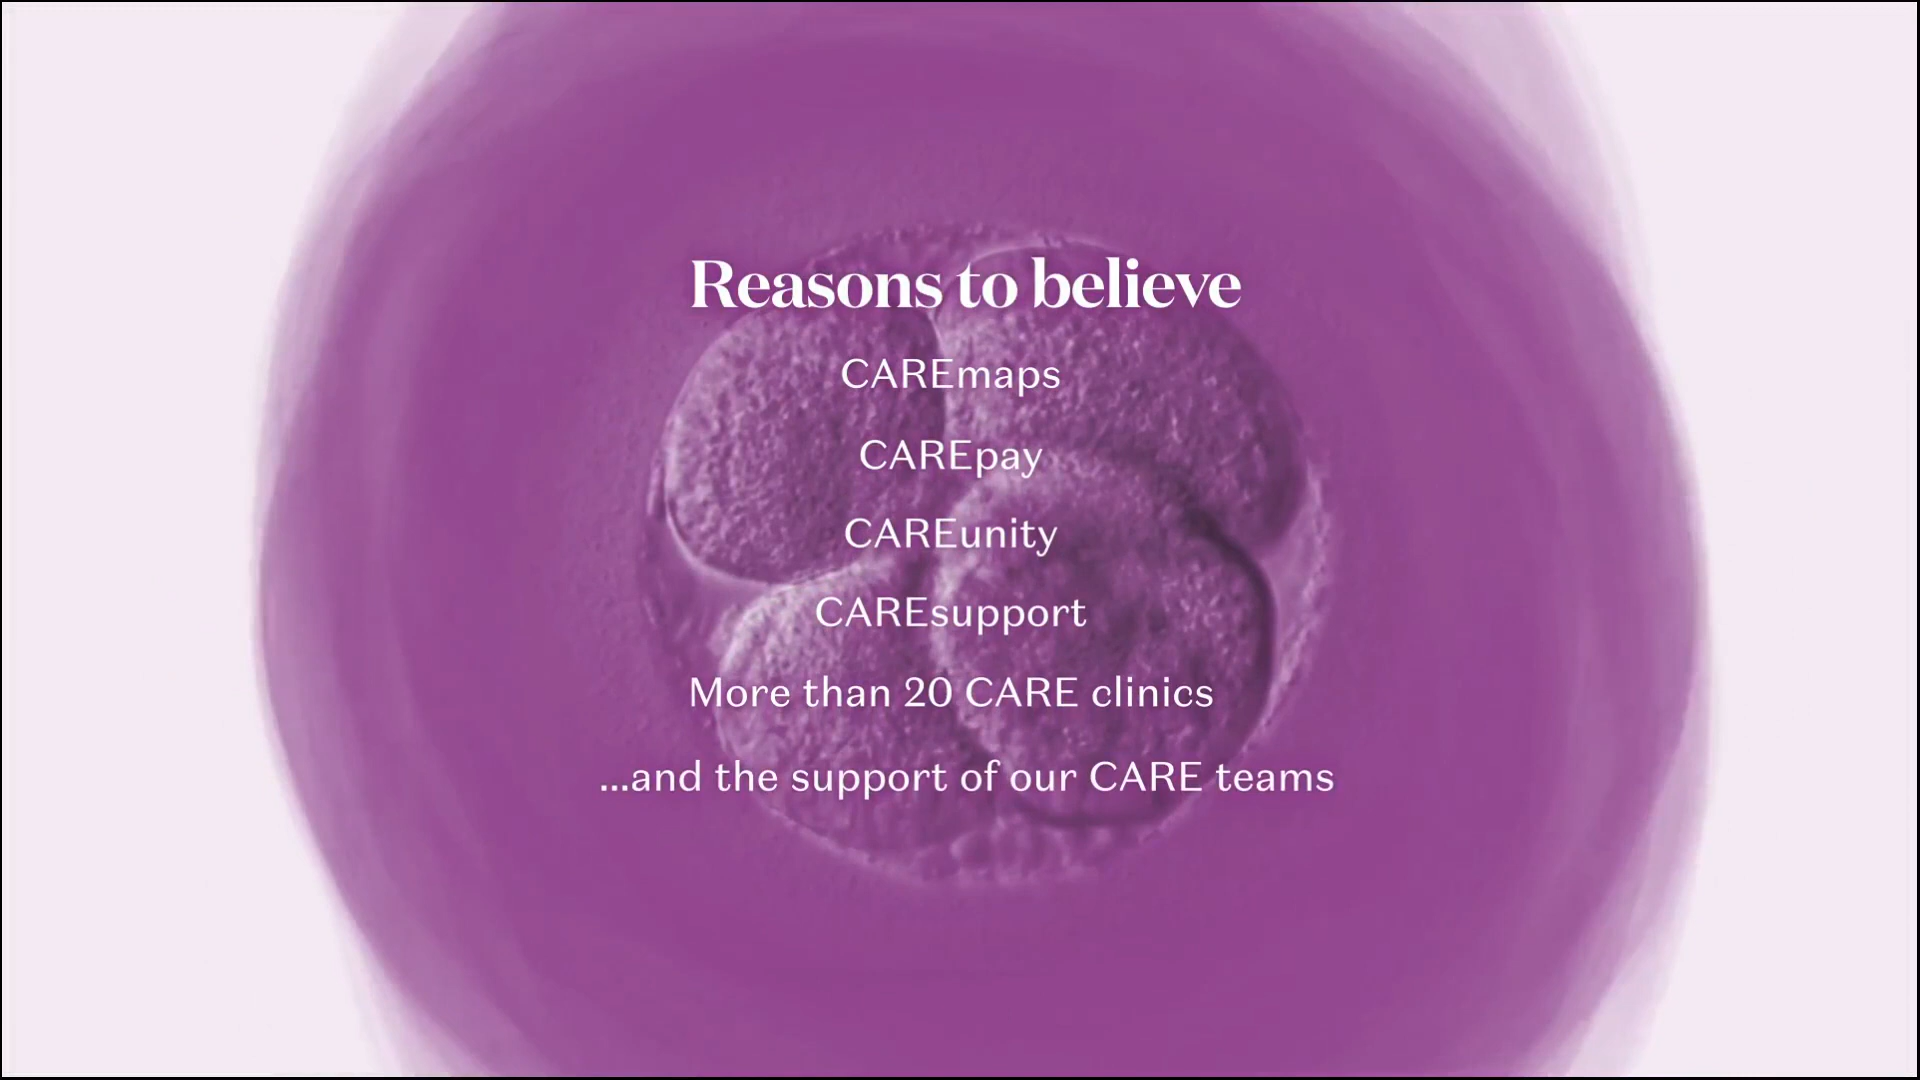 Reasons to believe
CAREmaps
CAREpay
CAREunity
CAREsupport
More than 20 CARE clinics
...and the support of our CARE teams